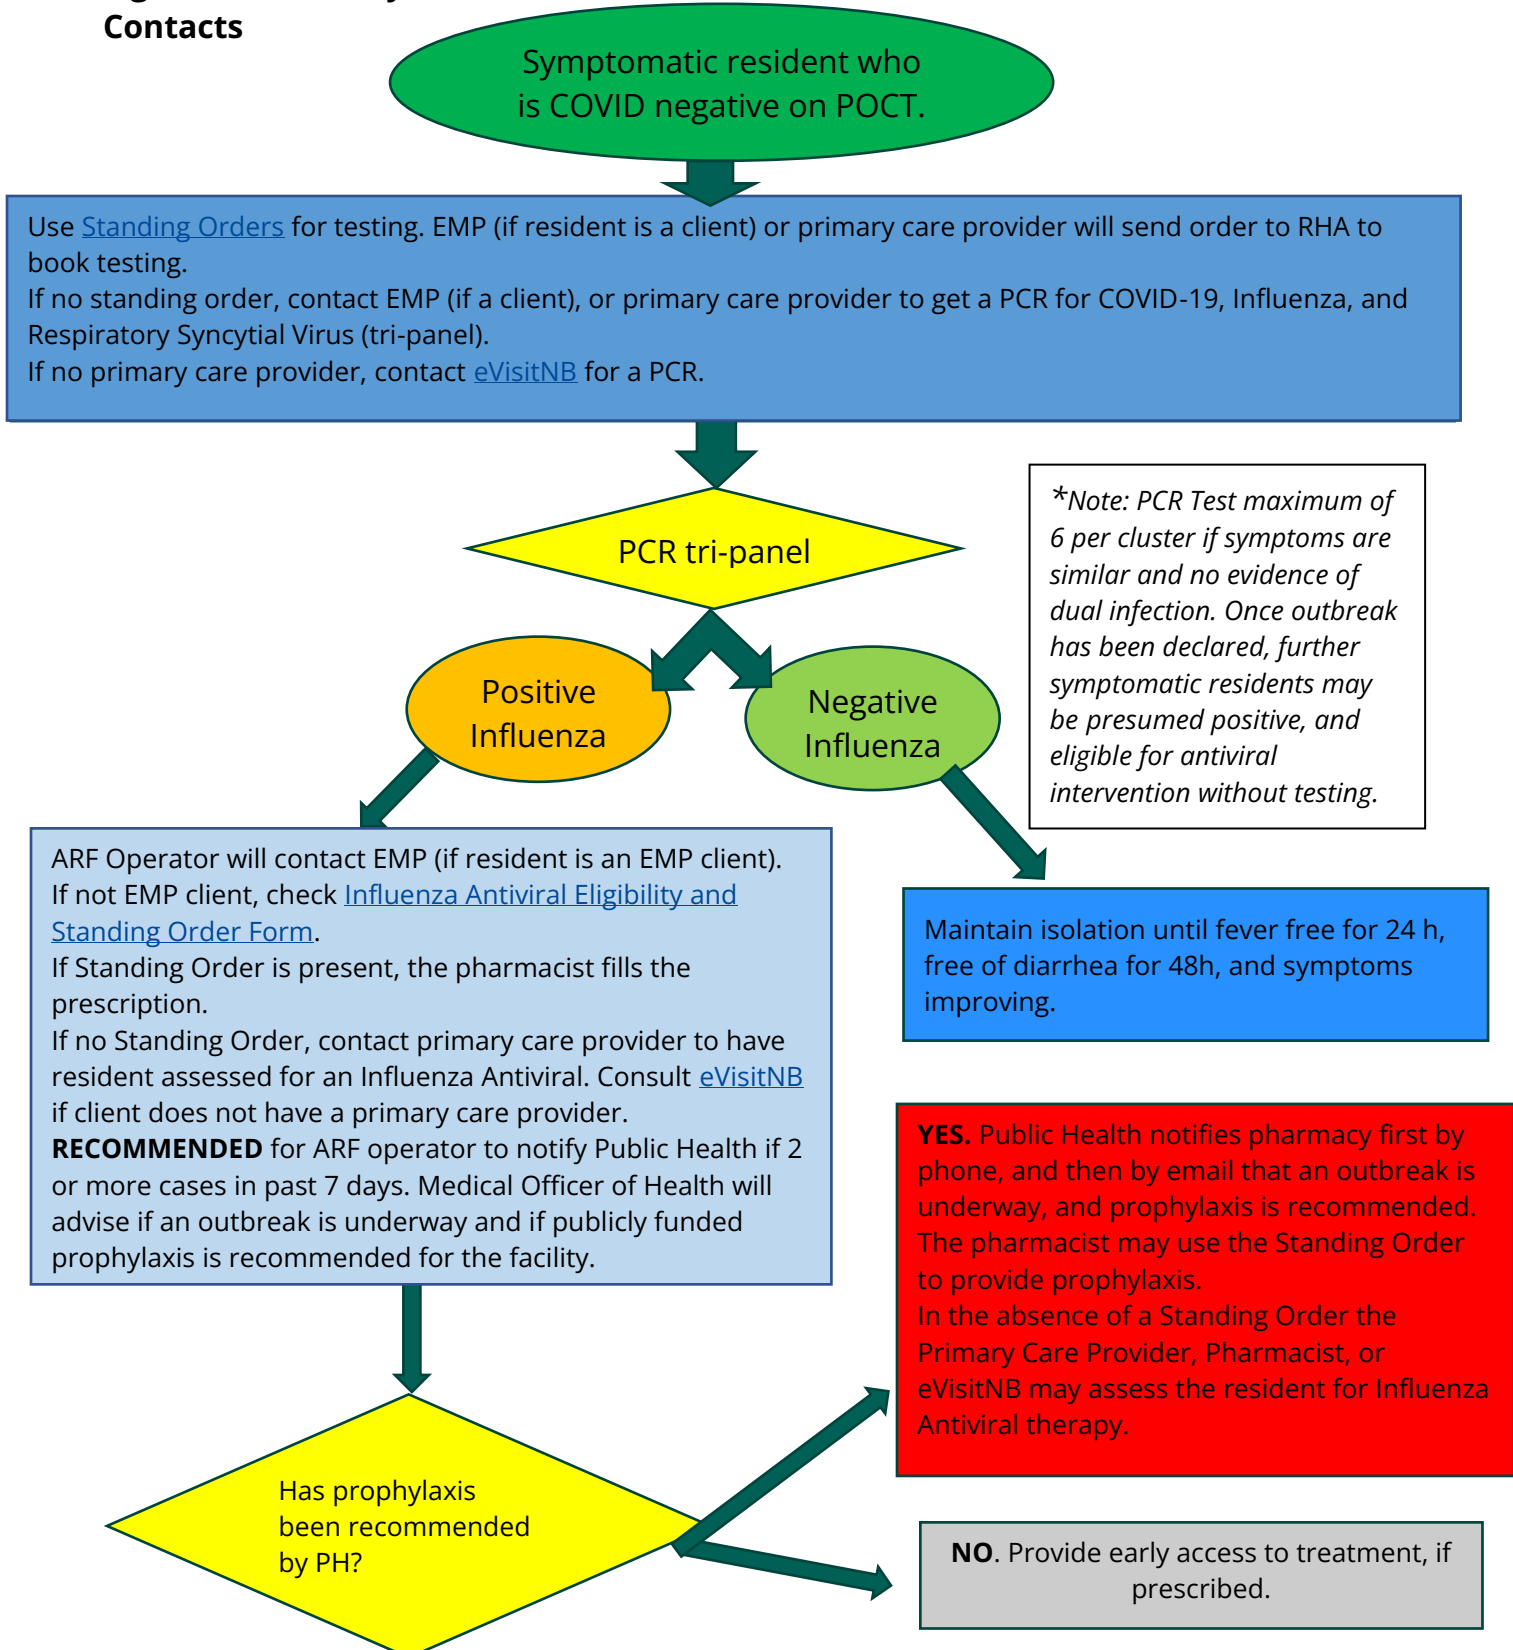 Contacts
Symptomatic resident who
is COVID negative on POCT.
Use Standing Orders for testing. EMP (if resident is a client) or primary care provider will send order to RHA to
book testing.
If no standing order, contact EMP (if a client), or primary care provider to get a PCR for COVID-19, Influenza, and
Respiratory Syncytial Virus (tri-panel).
If no primary care provider, contact eVisitNB for a PCR.
PCR tri-panel
*Note: PCR Test maximum of
6 per cluster if symptoms are
similar and no evidence of
dual infection. Once outbreak
has been declared, further
symptomatic residents may
be presumed positive, and
eligible for antiviral
intervention without testing.
Positive
Influenza
Negative
Influenza
ARF Operator will contact EMP (if resident is an EMP client).
If not EMP client, check Influenza Antiviral Eligibility and
Standing Order Form.
If Standing Order is present, the pharmacist fills the
prescription.
If no Standing Order, contact primary care provider to have
resident assessed for an Influenza Antiviral. Consult eVisitNB
if client does not have a primary care provider.
RECOMMENDED for ARF operator to notify Public Health if 2
or more cases in past 7 days. Medical Officer of Health will
advise if an outbreak is underway and if publicly funded
prophylaxis is recommended for the facility.
Maintain isolation until fever free for 24 h,
free of diarrhea for 48h, and symptoms
improving.
YES. Public Health notifies pharmacy first by
phone, and then by email that an outbreak is
underway, and prophylaxis is recommended.
The pharmacist may use the Standing Order
to provide prophylaxis.
In the absence of a Standing Order the
Primary Care Provider, Pharmacist, or
eVisitNB may assess the resident for Influenza
Antiviral therapy.
Has prophylaxis
been recommended
by PH?
NO. Provide early access to treatment, if
prescribed.